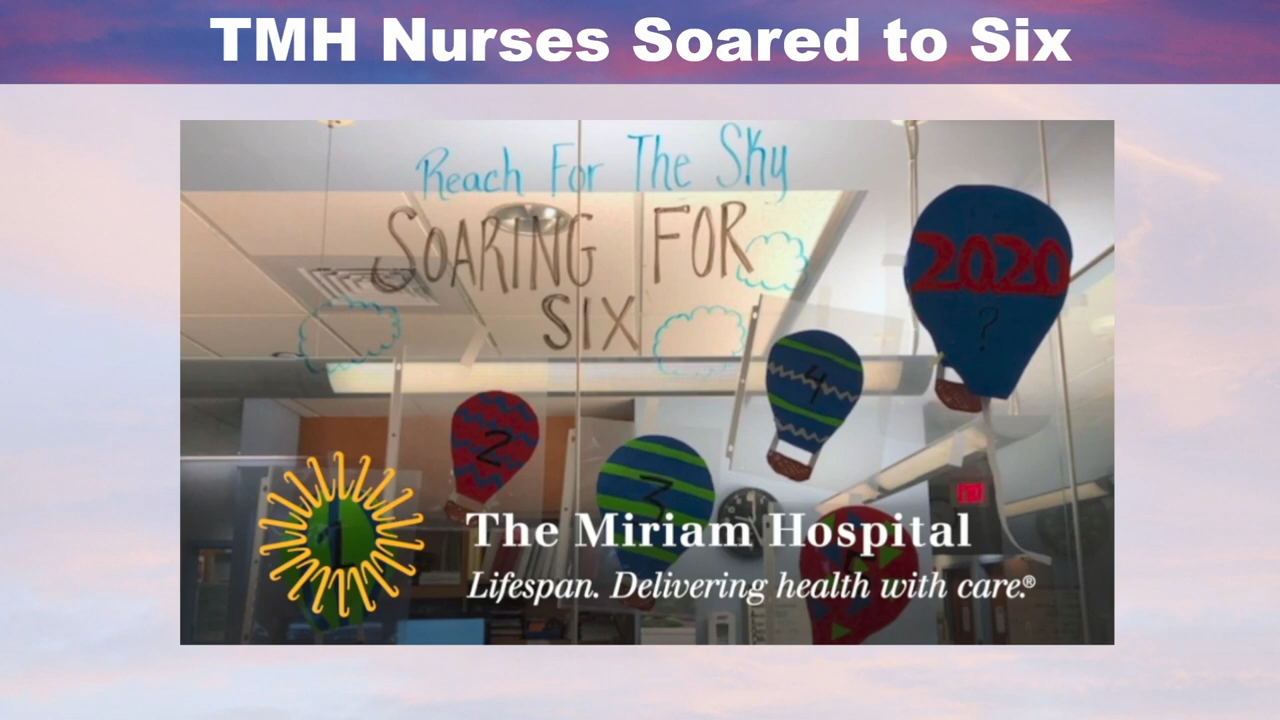 TMH Nurses Soared to Six
Reach For The Sky
SOARING FOR
SIX
2020
?
4
2
3
1
The Miriam Hospital
Lifespan. Delivering health with care.®